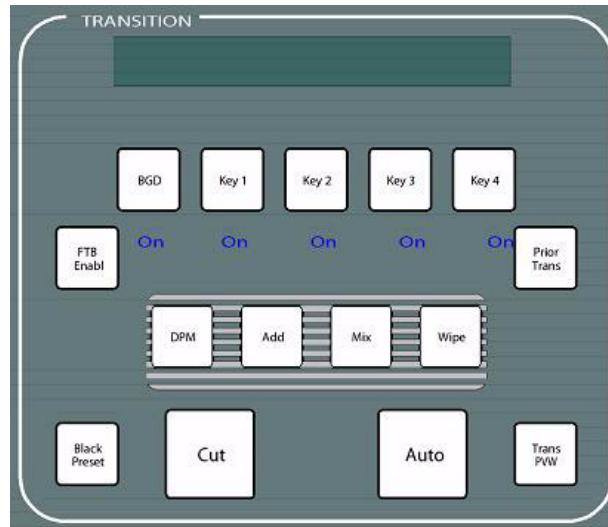 TRANSITION
BGD
Key 1
Key 2
Key 3
Key 4
FTB
Enabl
On
On
On
On
On
Prior
Trans
DPM
Add
Mix
Wipe
Black
Preset
Cut
Auto
Trans
PVW